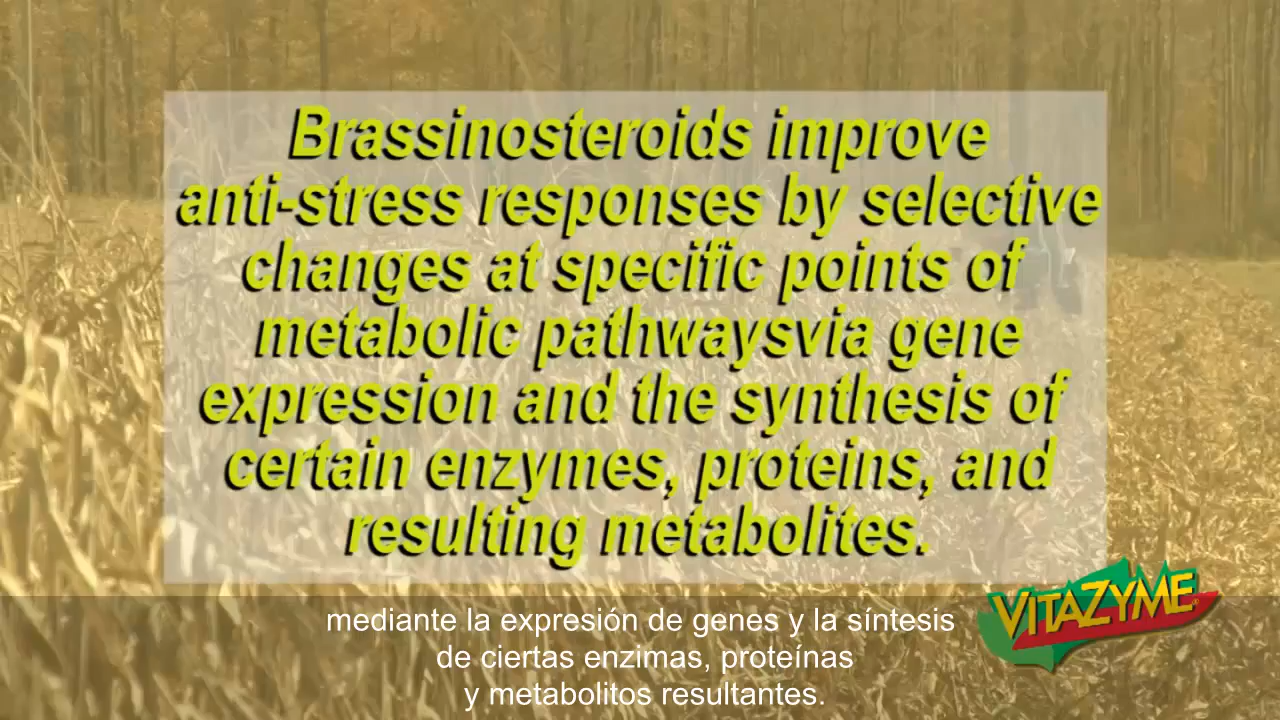 Brassinosteroids improve
anti-stress responses by selective
changes at specific points of
metabolic pathwaysvia gene
expression and the synthesis of
certain enzymes, proteins, and
resulting metabolites.
VITAZYME
mediante la expresión de genes y la síntesis
de ciertas enzimas, proteínas
y metabolitos resultantes.